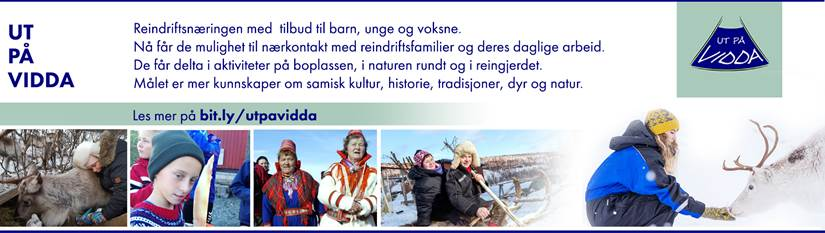 UT
PÅ
VIDDA
Reindriftsnæringen med tilbud til barn, unge og voksne.
Nå får de mulighet til nærkontakt med reindriftsfamilier og deres daglige arbeid.
De får delta i aktiviteter på boplassen, i naturen rundt og i reingjerdet.
Målet er mer kunnskaper om samisk kultur, historie, tradisjoner, dyr og natur.
Les mer på bit.ly/utpavidda
UT PÅ
VIDDA